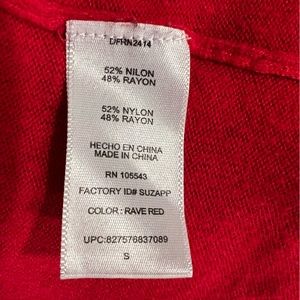 DFRN2414
52% NILON
48% RAYON
52% NYLON
48% RAYON
HECHO EN CHINA
MADE IN CHINA
RN 105543
FACTORY ID# SUZAPP
COLOR : RAVE RED
UPC:827576837089
S